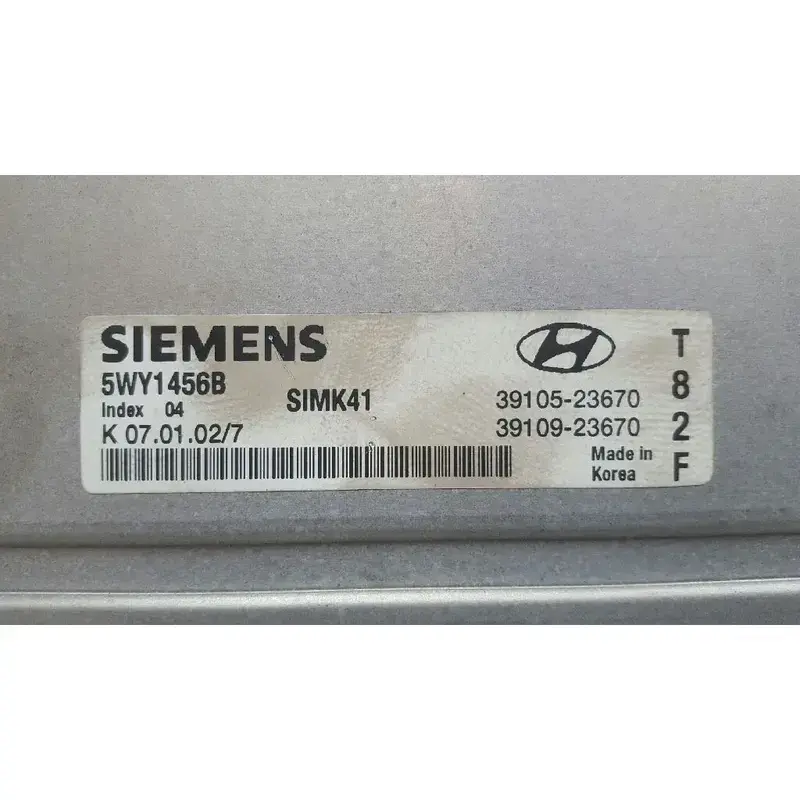 SIEMENS
5WY1456B
Index 04
SIMK41
K 07.01.02/7
39105-23670
39109-23670
Made in
Korea
T
8
2
F